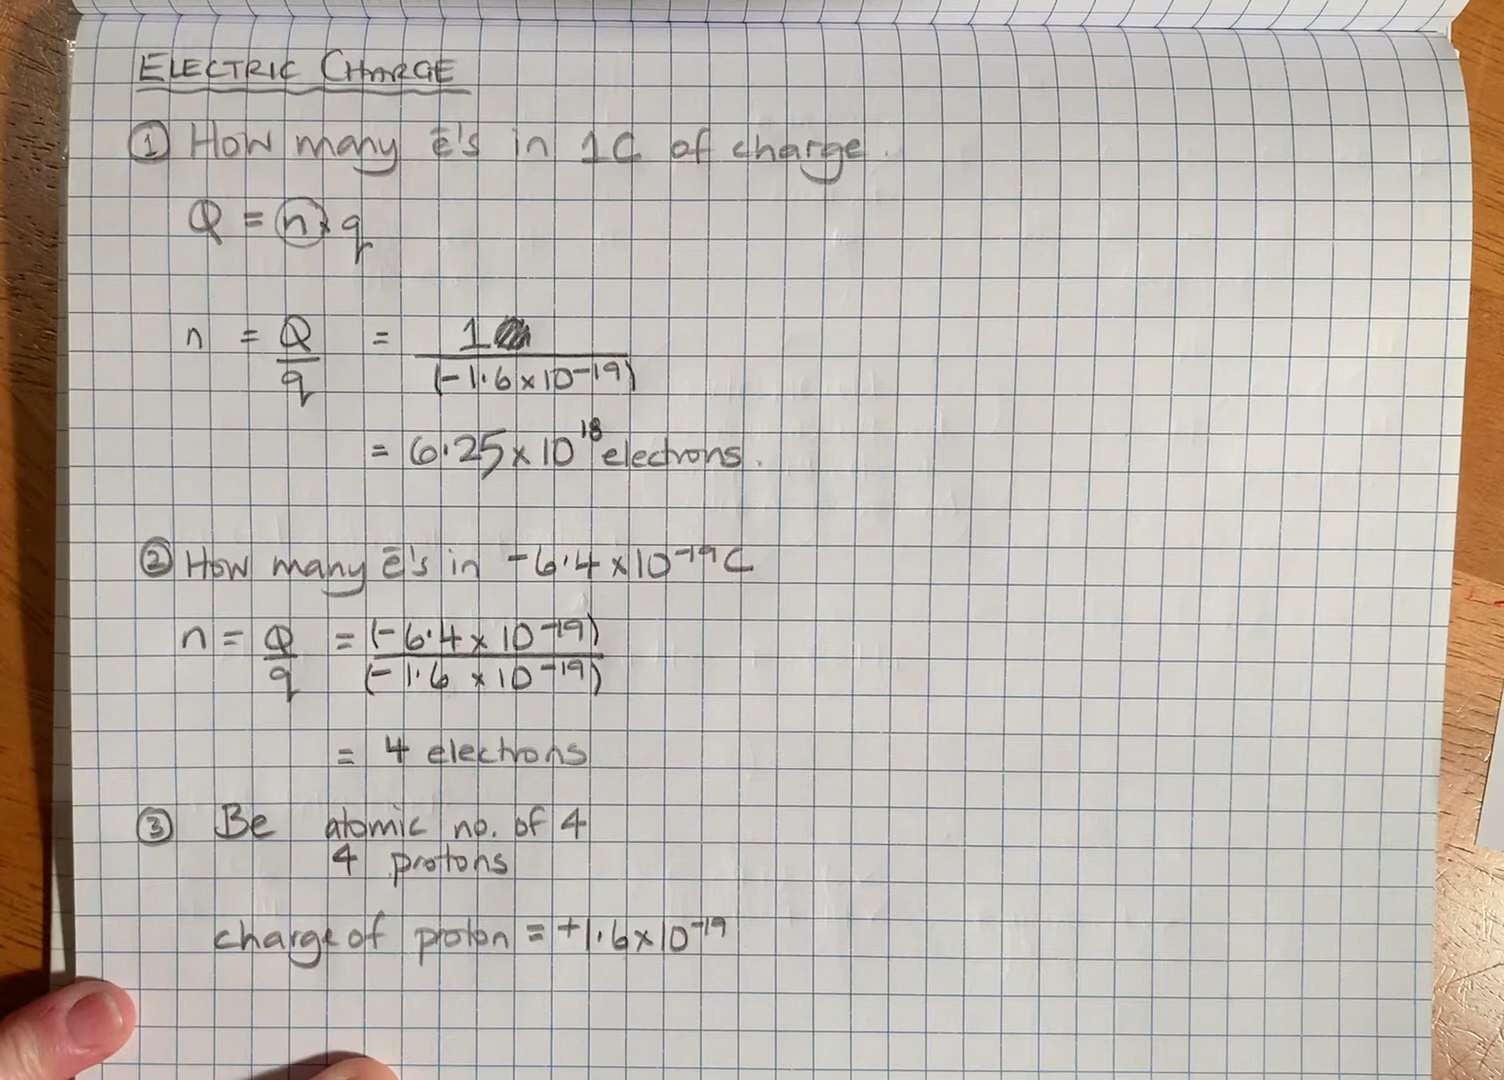 ELECTRIC CHARGE
① How many ē's in 1C of charge.
Q = n × q
n = Q/q = 1/(-1.6 × 10⁻¹⁹)
= 6.25 × 10¹⁸ electrons.
② How many ē's in -6.4 × 10⁻¹⁹ C
n = Q/q = (-6.4 × 10⁻¹⁹)/(-1.6 × 10⁻¹⁹)
= 4 electrons
③ Be atomic no. of 4
4 protons
charge of proton = +1.6 × 10⁻¹⁹